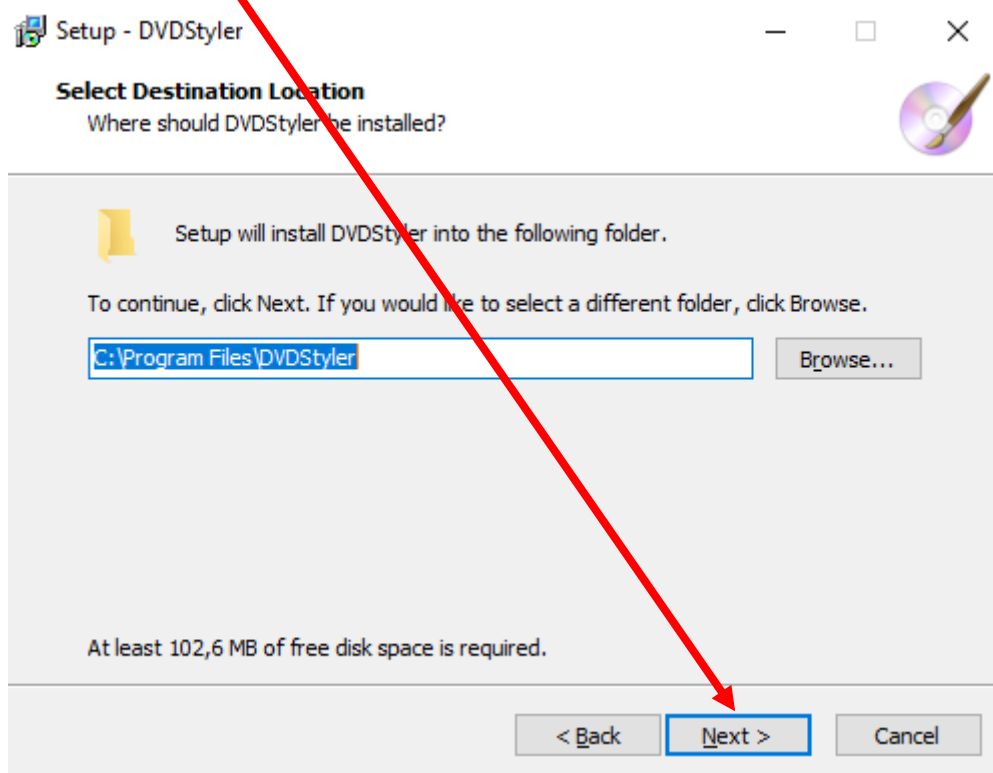 Setup - DVDStyler
Select Destination Location
Where should DVDStyler be installed?
Setup will install DVDStyler into the following folder.
To continue, click Next. If you would like to select a different folder, click Browse.
C:\Program Files\DVDStyler
Browse...
At least 102,6 MB of free disk space is required.
< Back
Next >
Cancel